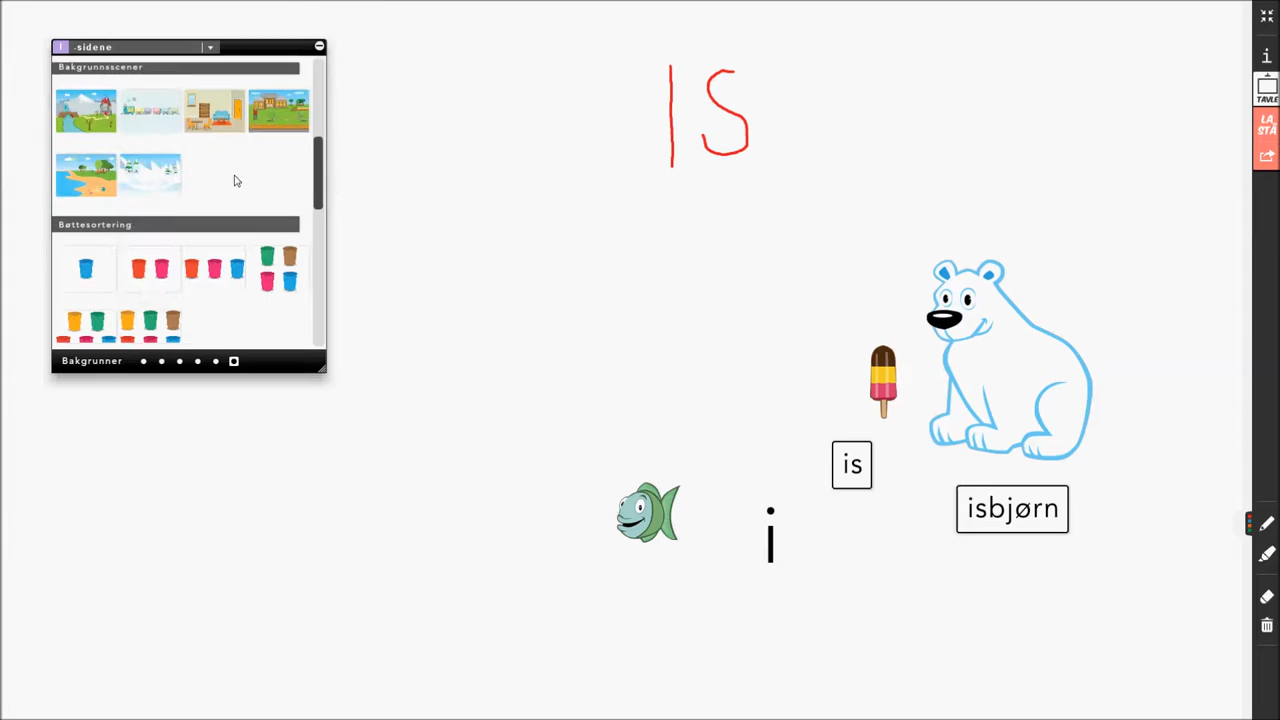 i -sidene
Bakgrunnsscener
Bøttesortering
Bakgrunner
IS
is
isbjørn
i
i
TAVLE
LA
STÅ